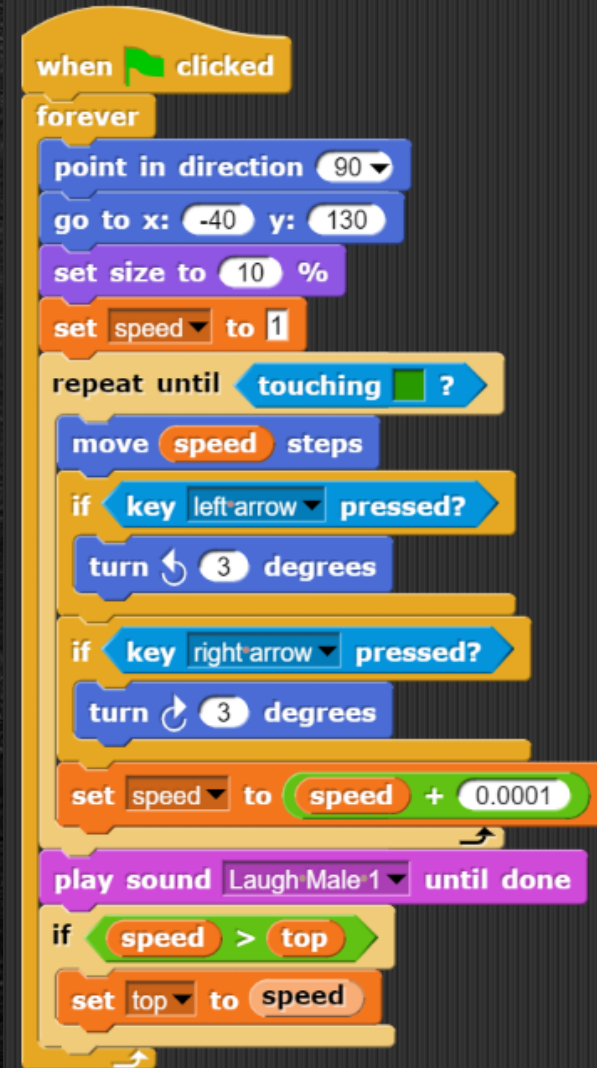 when clicked
forever
point in direction 90
go to x: -40 y: 130
set size to 10 %
set speed to 1
repeat until touching ?
move speed steps
if key left arrow pressed?
turn 3 degrees
if key right arrow pressed?
turn 3 degrees
set speed to speed + 0.0001
play sound Laugh Male 1 until done
if speed > top
set top to speed